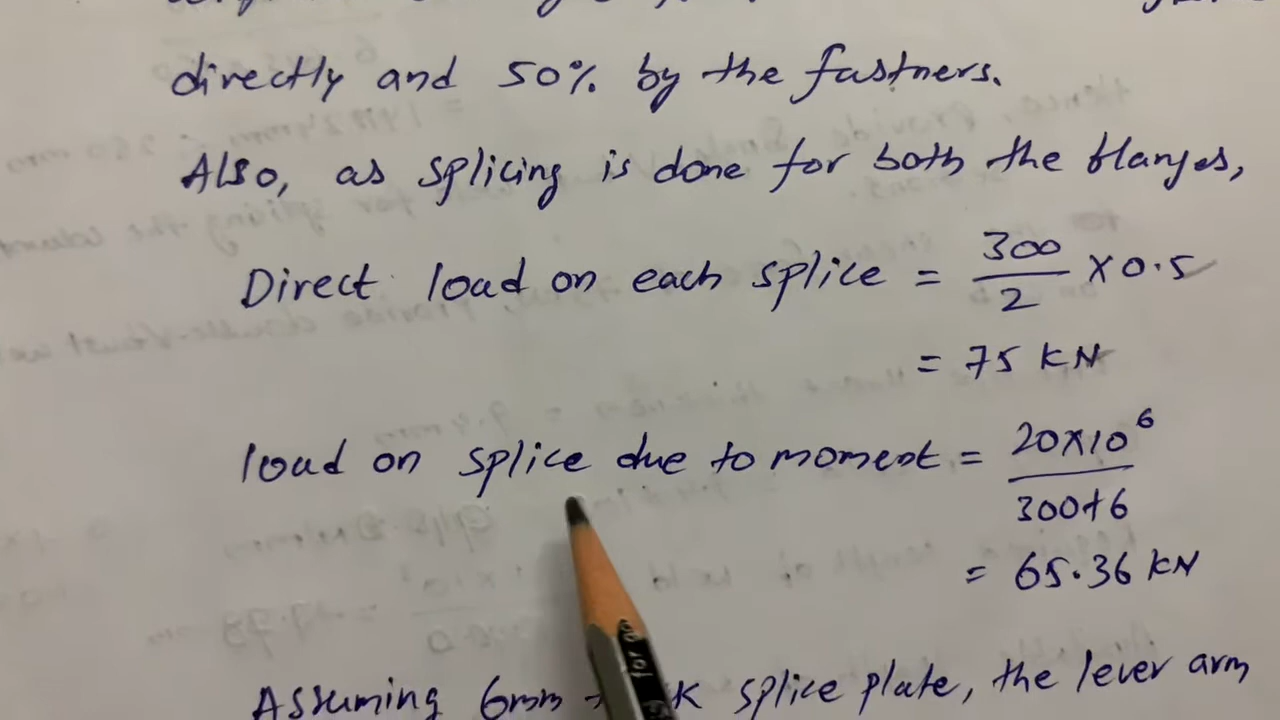 directly and 50% by the fastners.
Also, as splicing is done for both the flanges,
Direct load on each splice = 300/2 × 0.5
= 75 KN
load on splice due to moment = 20×10⁶/300+6
= 65.36 KN
Assuming 6mm splice plate, the lever arm